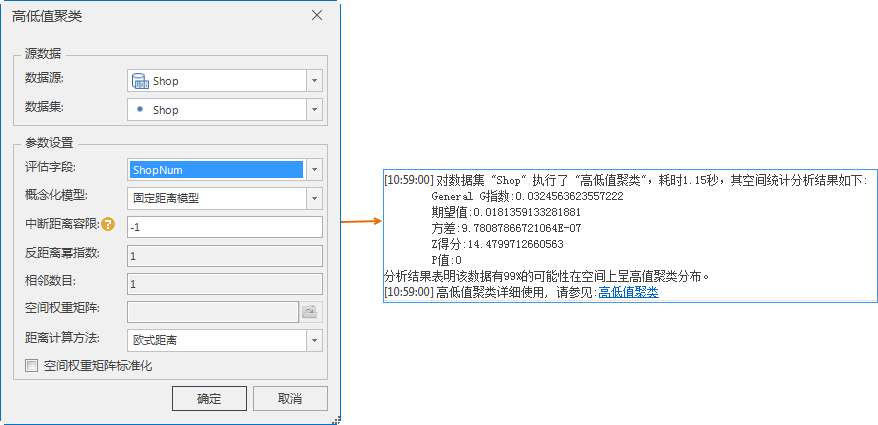 高低值聚类
源数据
数据源: Shop
数据集: Shop
参数设置
评估字段: ShopNum
概念化模型: 固定距离模型
中断距离容限: -1
反距离幂指数: 1
相邻数目: 1
空间权重矩阵:
距离计算方法: 欧式距离
空间权重矩阵标准化
确定 取消
[10:59:00] 对数据集 "Shop" 执行了 "高低值聚类", 耗时1.15秒, 其空间统计分析结果如下:
General G指数:0.0324563623557222
期望值:0.0181359133281881
方差:9.78087866721064E-07
Z得分:14.4799712660563
P值:0
分析结果表明该数据有99%的可能性在空间上呈高值聚类分布。
[10:59:00] 高低值聚类详细使用, 请参见:高低值聚类